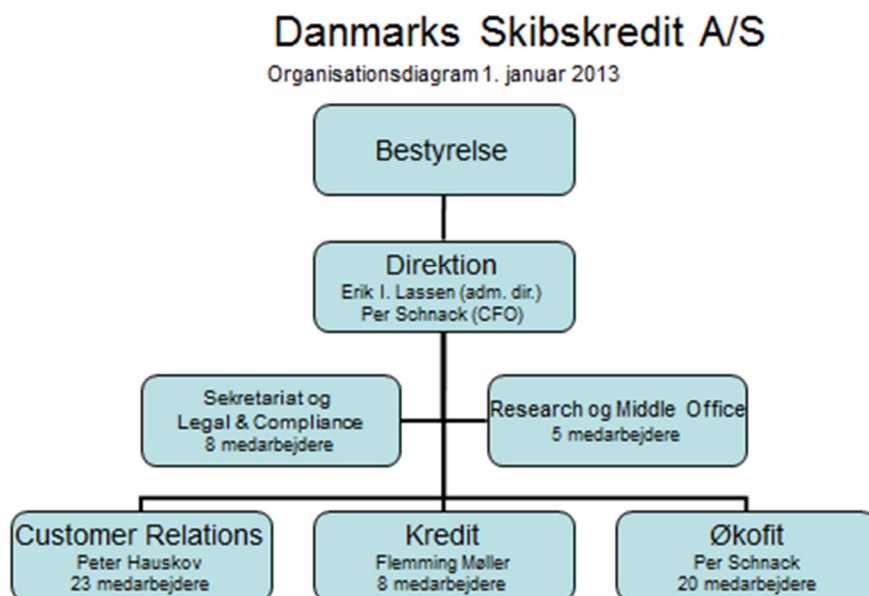 Danmarks Skibskredit A/S
Organisationsdiagram 1. januar 2013
Bestyrelse
Direktion
Erik I. Lassen (adm. dir.)
Per Schnack (CFO)
Sekretariat og
Legal & Compliance
8 medarbejdere
Research og Middle Office
5 medarbejdere
Customer Relations
Peter Hauskov
23 medarbejdere
Kredit
Flemming Møller
8 medarbejdere
Økofit
Per Schnack
20 medarbejdere